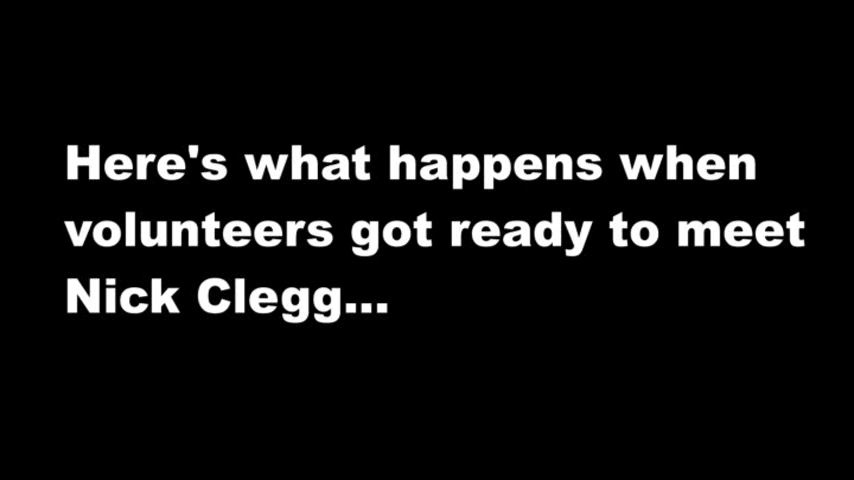 Here's what happens when
volunteers got ready to meet
Nick Clegg...